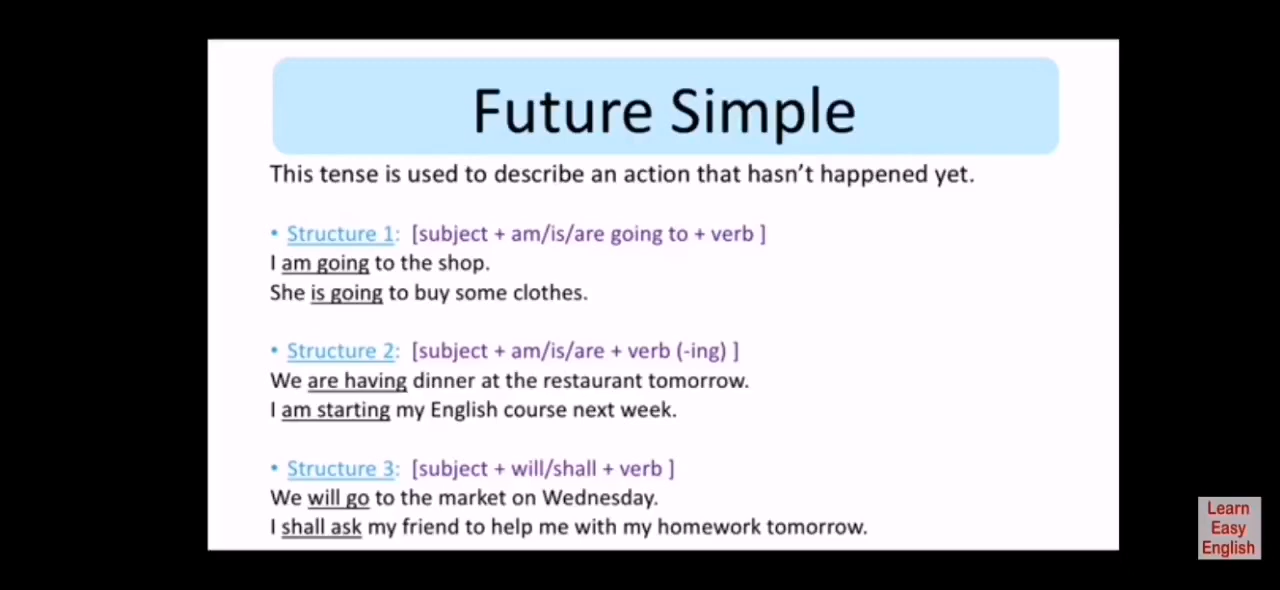 Future Simple
This tense is used to describe an action that hasn't happened yet.
• Structure 1: [subject + am/is/are going to + verb ]
I am going to the shop.
She is going to buy some clothes.
• Structure 2: [subject + am/is/are + verb (-ing) ]
We are having dinner at the restaurant tomorrow.
I am starting my English course next week.
• Structure 3: [subject + will/shall + verb ]
We will go to the market on Wednesday.
I shall ask my friend to help me with my homework tomorrow.
Learn
Easy
English